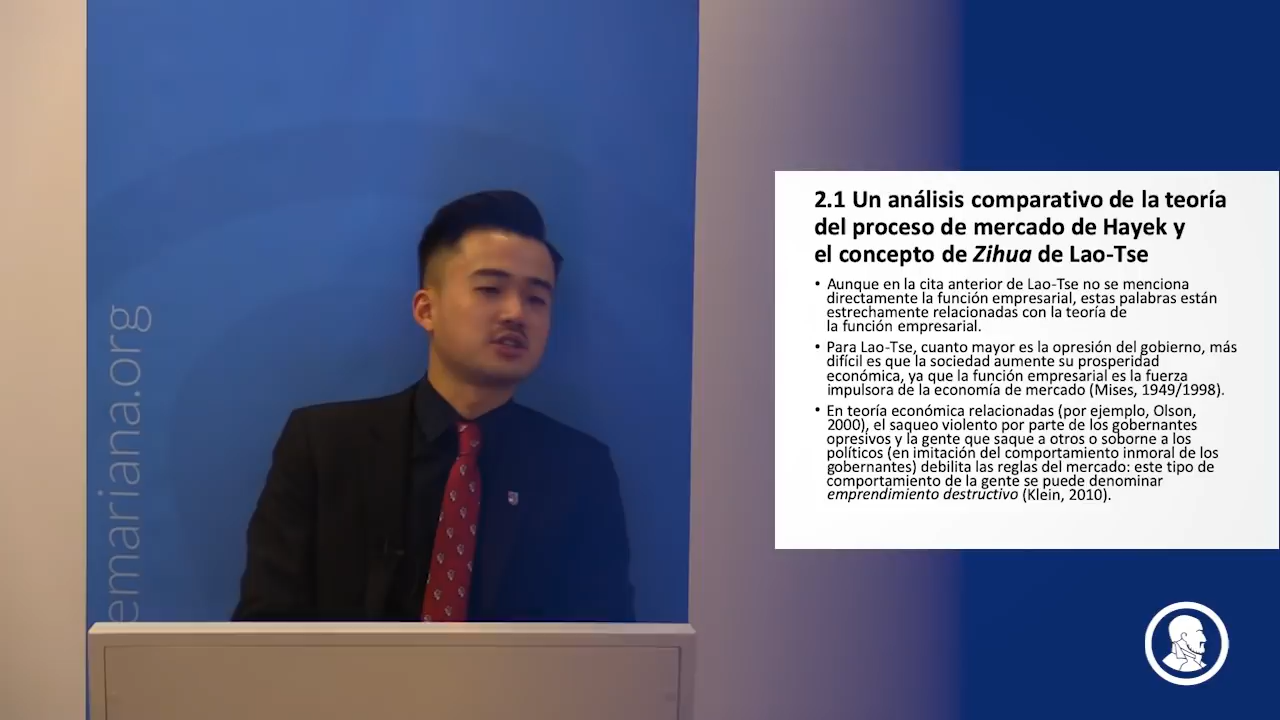 emariana.org
2.1 Un análisis comparativo de la teoría
del proceso de mercado de Hayek y
el concepto de Zihua de Lao-Tse
• Aunque en la cita anterior de Lao-Tse no se menciona
directamente la función empresarial, estas palabras están
estrechamente relacionadas con la teoría de
la función empresarial.
• Para Lao-Tse, cuanto mayor es la opresión del gobierno, más
difícil es que la sociedad aumente su prosperidad
económica, ya que la función empresarial es la fuerza
impulsora de la economía de mercado (Mises, 1949/1998).
• En teoría económica relacionadas (por ejemplo, Olson,
2000), el saqueo violento por parte de los gobernantes
opresivos y la gente que saque a otros o soborne a los
políticos (en imitación del comportamiento inmoral de los
gobernantes) debilita las reglas del mercado: este tipo de
comportamiento de la gente se puede denominar
emprendimiento destructivo (Klein, 2010).